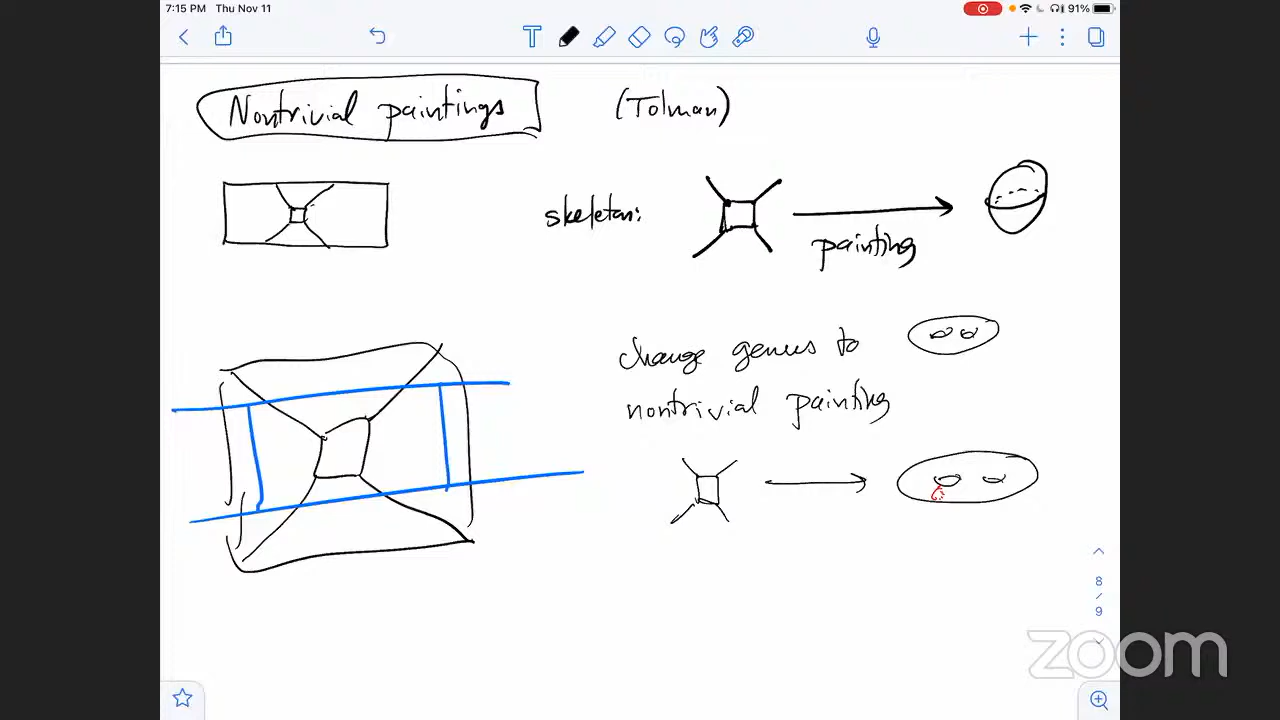 7:15 PM Thu Nov 11
91%
T
Nontrivial paintings (Tolman)
skeleton:
painting
change genus to
nontrivial painting
8
/
9
zoom